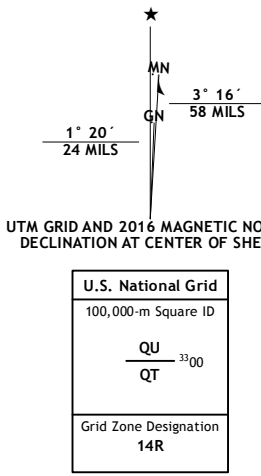 MN
GN
3° 16´
58 MILS
1° 20´
24 MILS
UTM GRID AND 2016 MAGNETIC NO
DECLINATION AT CENTER OF SHE
U.S. National Grid
100,000-m Square ID
QU
3300
QT
Grid Zone Designation
14R